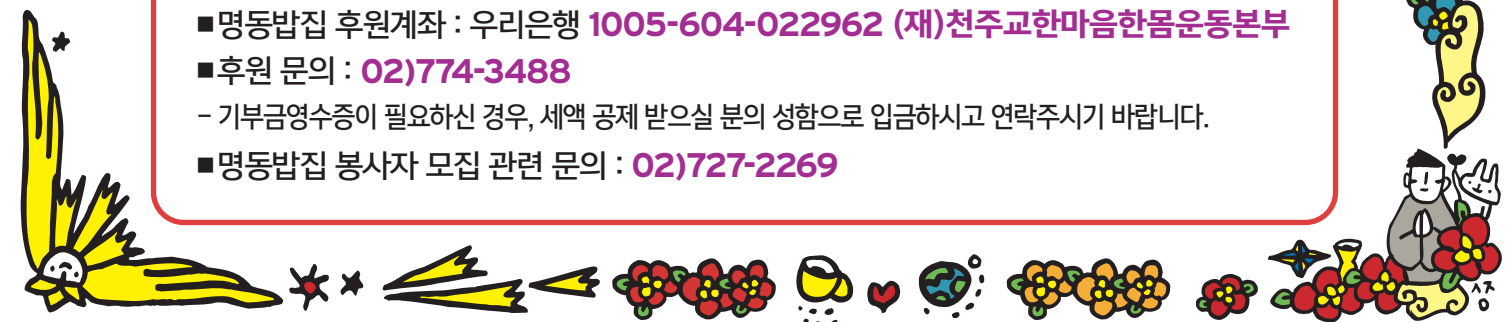 ■명동밥집 후원계좌 : 우리은행 1005-604-022962 (재)천주교한마음한몸운동본부
■후원 문의 : 02)774-3488
- 기부금영수증이 필요하신 경우, 세액 공제 받으실 분의 성함으로 입금하시고 연락주시기 바랍니다.
■명동밥집 봉사자 모집 관련 문의 : 02)727-2269